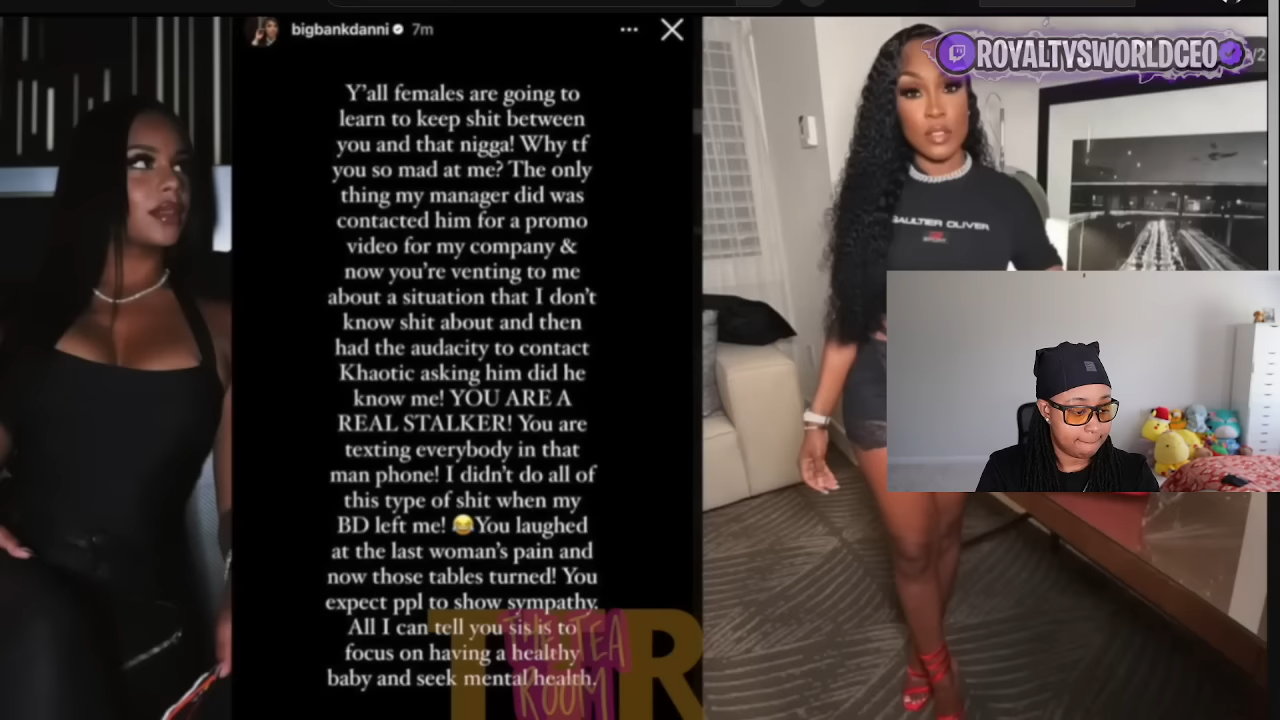 bigbankdanni 7m
ROYALTYSWORLDCEO
Y'all females are going to
learn to keep shit between
you and that nigga! Why tf
you so mad at me? The only
thing my manager did was
contacted him for a promo
video for my company &
now you're venting to me
about a situation that I don't
know shit about and then
had the audacity to contact
Khaotic asking him did he
know me! YOU ARE A
REAL STALKER! You are
texting everybody in that
man phone! I didn't do all of
this type of shit when my
BD left me! 😂 You laughed
at the last woman's pain and
now those tables turned! You
expect ppl to show sympathy.
All I can tell you sis is to
focus on having a healthy
baby and seek mental health.
THE TEA
ROOM
T R
GAULTIER OLIVER
SPORT